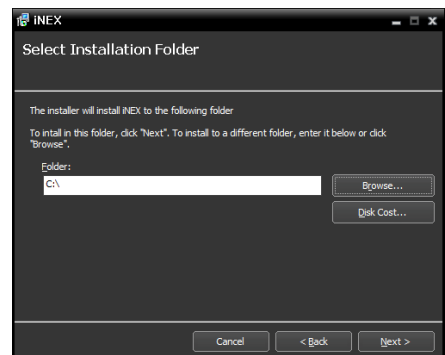 iNEX
Select Installation Folder
The installer will install iNEX to the following folder
To intall in this folder, click "Next". To install to a different folder, enter it below or click
"Browse".
Folder:
C:\
Browse...
Disk Cost...
Cancel
< Back
Next >